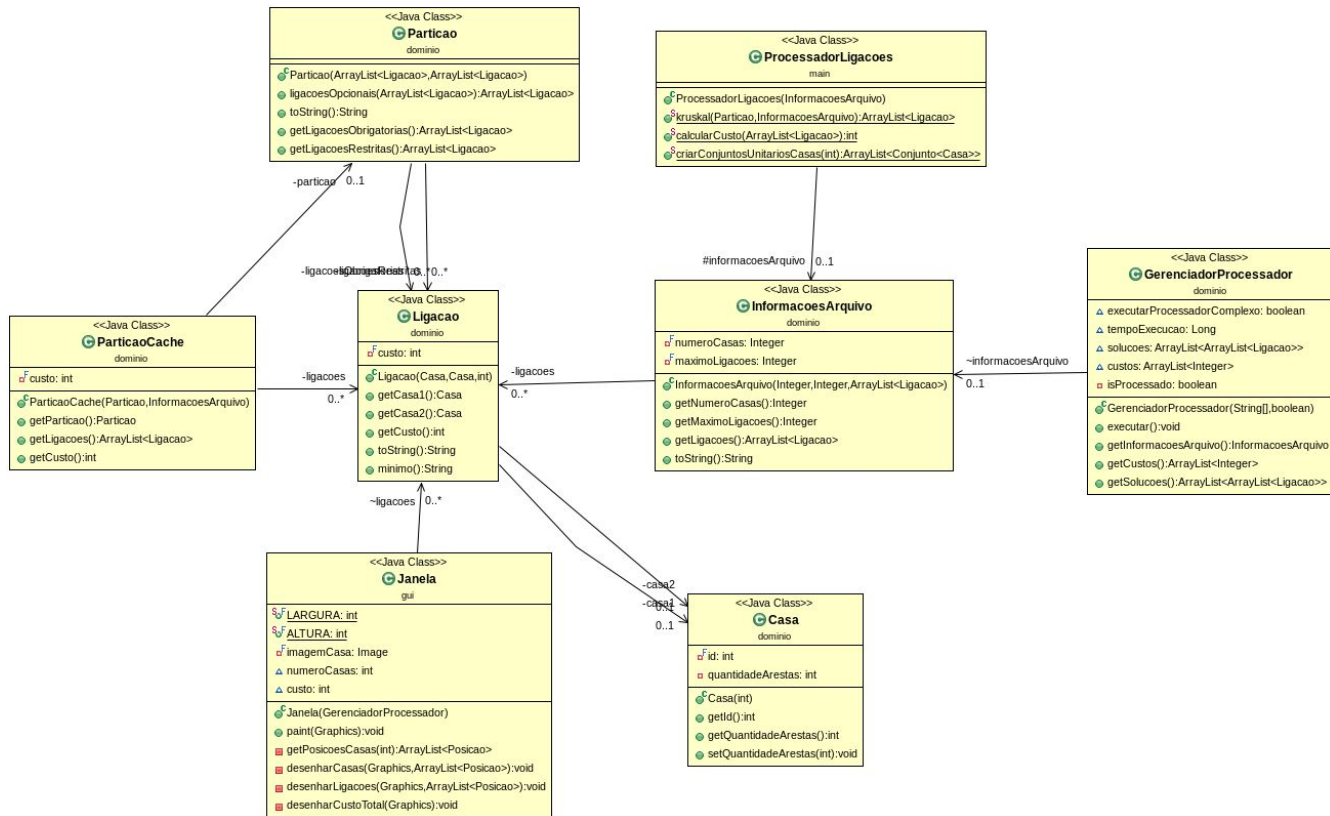 <<Java Class>>
Particao
dominio
Particao(ArrayList<Ligacao>,ArrayList<Ligacao>)
ligacoesOpcionais(ArrayList<Ligacao>):ArrayList<Ligacao>
toString():String
getLigacoesObrigatorias():ArrayList<Ligacao>
getLigacoesRestritas():ArrayList<Ligacao>
<<Java Class>>
ProcessadorLigacoes
main
ProcessadorLigacoes(InformacoesArquivo)
kruskal(Particao,InformacoesArquivo):ArrayList<Ligacao>
calcularCusto(ArrayList<Ligacao>):int
criarConjuntosUnitariosCasas(int):ArrayList<Conjunto<Casa>>
-particao
0..1
0..*
0..*
#informacoesArquivo
0..1
<<Java Class>>
GerenciadorProcessador
dominio
executarProcessadorComplexo: boolean
tempoExecucao: Long
solucoes: ArrayList<ArrayList<Ligacao>>
custos: ArrayList<Integer>
isProcessado: boolean
GerenciadorProcessador(String[],boolean)
executar():void
getInformacoesArquivo():InformacoesArquivo
getCustos():ArrayList<Integer>
getSolucoes():ArrayList<ArrayList<Ligacao>>
<<Java Class>>
InformacoesArquivo
dominio
numeroCasas: Integer
maximoLigacoes: Integer
InformacoesArquivo(Integer,Integer,ArrayList<Ligacao>)
getNumeroCasas():Integer
getMaximoLigacoes():Integer
getLigacoes():ArrayList<Ligacao>
toString():String
~informacoesArquivo
0..1
<<Java Class>>
Ligacao
dominio
custo: int
Ligacao(Casa,Casa,int)
getCasa1():Casa
getCasa2():Casa
getCusto():int
toString():String
minimo():String
-ligacoes
0..*
<<Java Class>>
ParticaoCache
dominio
custo: int
ParticaoCache(Particao,InformacoesArquivo)
getParticao():Particao
getLigacoes():ArrayList<Ligacao>
getCusto():int
-ligacoes
0..*
~ligacoes
0..*
<<Java Class>>
Janela
gui
LARGURA: int
ALTURA: int
imagemCasa: Image
numeroCasas: int
custo: int
Janela(GerenciadorProcessador)
paint(Graphics):void
getPosicoesCasas(int):ArrayList<Posicao>
desenharCasas(Graphics,ArrayList<Posicao>):void
desenharLigacoes(Graphics,ArrayList<Posicao>):void
desenharCustoTotal(Graphics):void
-casa2
-casa1
0..1
0..1
<<Java Class>>
Casa
dominio
id: int
quantidadeArestas: int
Casa(int)
getId():int
getQuantidadeArestas():int
setQuantidadeArestas(int):void